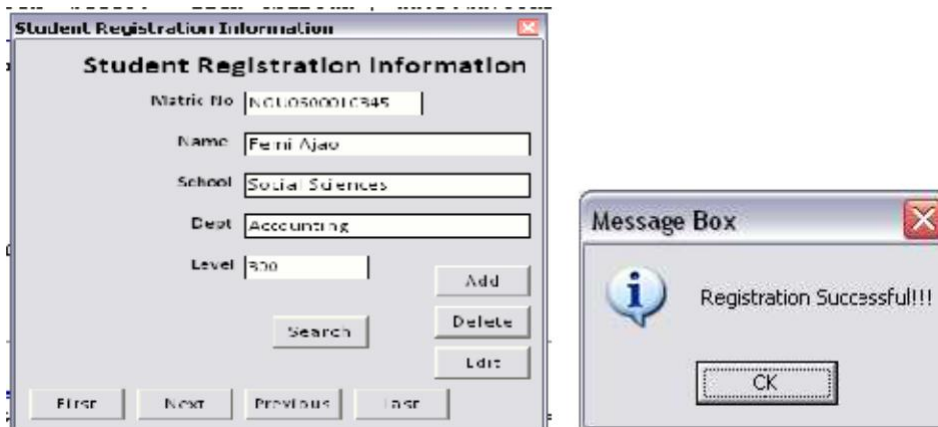 Student Registration Information
Student Registration Information
Matric No
Name Femi Ajao
School Social Sciences
Dept Accounting
Level 300
Add
Search
Delete
Edit
First Next Previous Last
Message Box
Registration Successful!!!
OK